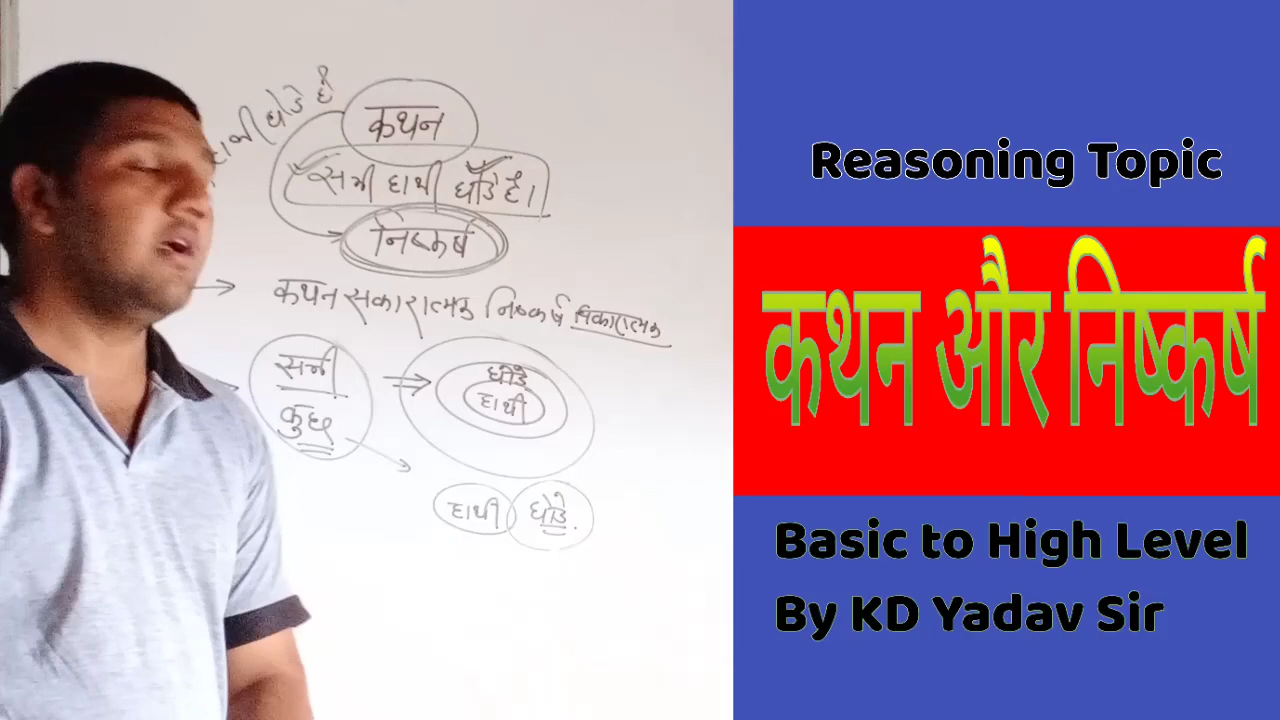 कथन
सभी हाथी घोड़े है।
निष्कर्ष
कथन सकारात्मक निष्कर्ष
सभी
कुछ
घोड़े
हाथी
हाथी घोड़े
Reasoning Topic
कथन और निष्कर्ष
Basic to High Level
By KD Yadav Sir